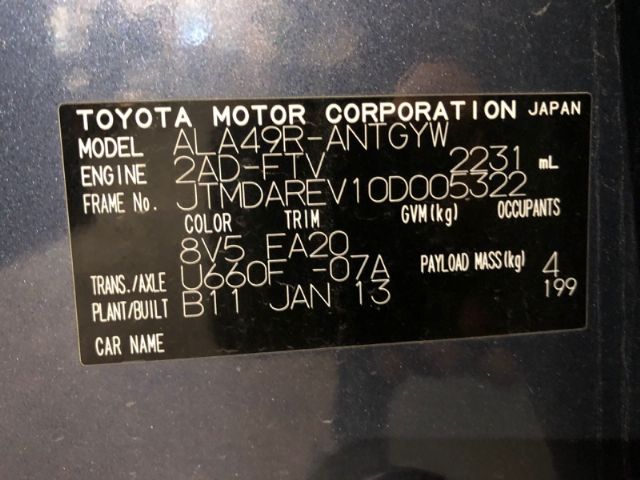 TOYOTA MOTOR CORPORATION JAPAN
MODEL ALA49R-ANTGYW
ENGINE 2AD-FTV 2231 mL
FRAME No. JTMDAREV10D005322
COLOR TRIM GVM(kg) OCCUPANTS
8V5 EA20
TRANS./AXLE U660F -07A PAYLOAD MASS(kg) 4
PLANT/BUILT B11 JAN 13 199
CAR NAME